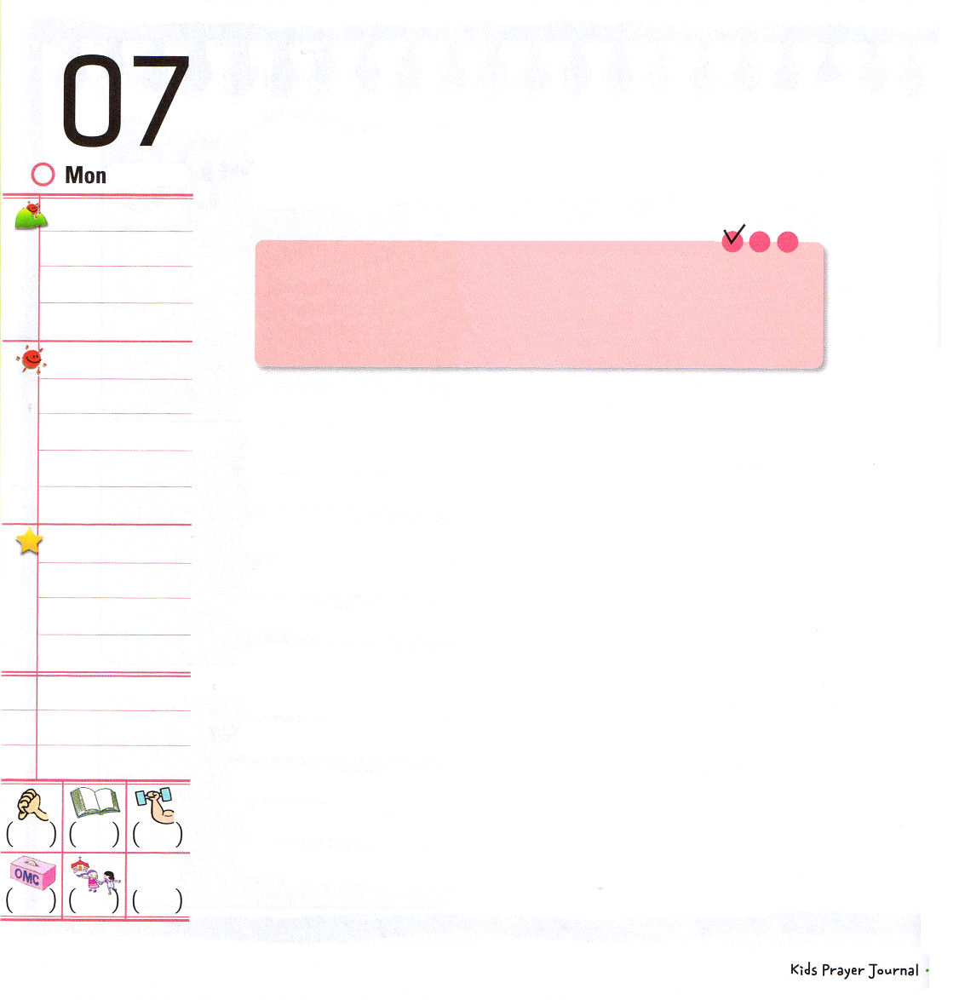 07
Mon
( ) ( ) ( )
OMC
( ) ( ) ( )
Kids Prayer Journal